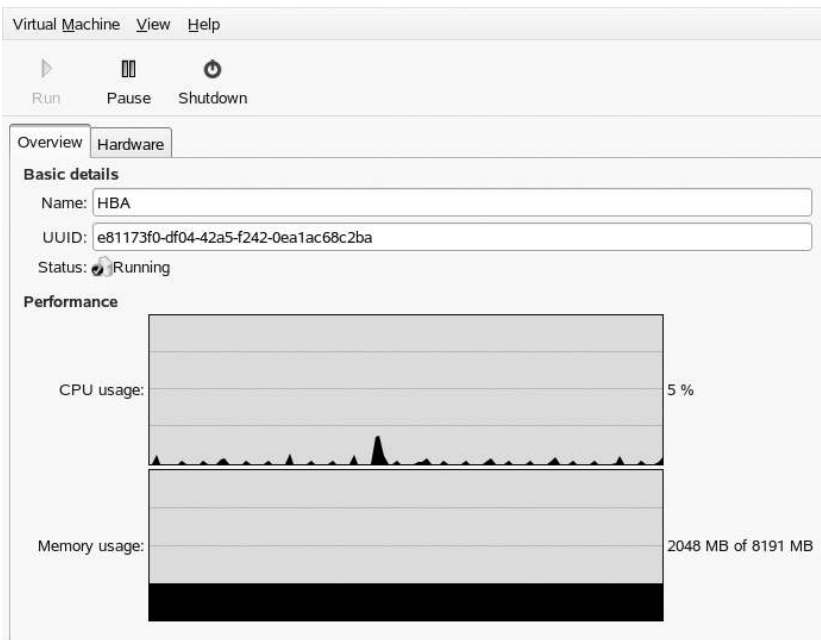 Virtual Machine View Help
Run Pause Shutdown
Overview Hardware
Basic details
Name: HBA
UUID: e81173f0-df04-42a5-f242-0ea1ac68c2ba
Status: Running
Performance
CPU usage: 5 %
Memory usage: 2048 MB of 8191 MB